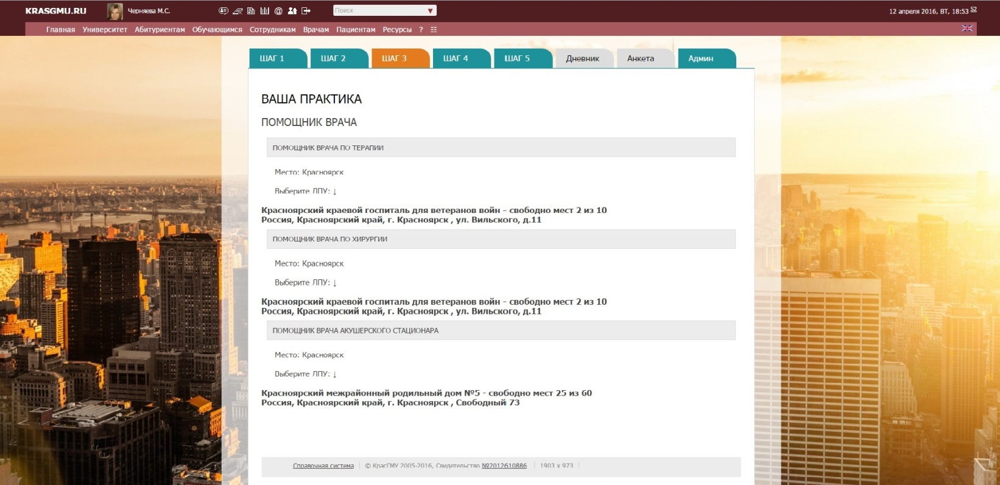 KRASGMU.RU
Черняева М.С.
Поиск
12 апреля 2016, ВТ, 18:53 52
Главная Университет Абитуриентам Обучающимся Сотрудникам Врачам Пациентам Ресурсы ?
ШАГ 1 ШАГ 2 ШАГ 3 ШАГ 4 ШАГ 5 Дневник Анкета Админ
ВАША ПРАКТИКА
ПОМОЩНИК ВРАЧА
ПОМОЩНИК ВРАЧА ПО ТЕРАПИИ
Место: Красноярск
Выберите ЛПУ: ↓
Красноярский краевой госпиталь для ветеранов войн - свободно мест 2 из 10
Россия, Красноярский край, г. Красноярск , ул. Вильского, д.11
ПОМОЩНИК ВРАЧА ПО ХИРУРГИИ
Место: Красноярск
Выберите ЛПУ: ↓
Красноярский краевой госпиталь для ветеранов войн - свободно мест 2 из 10
Россия, Красноярский край, г. Красноярск , ул. Вильского, д.11
ПОМОЩНИК ВРАЧА АКУШЕРСКОГО СТАЦИОНАРА
Место: Красноярск
Выберите ЛПУ: ↓
Красноярский межрайонный родильный дом №5 - свободно мест 25 из 60
Россия, Красноярский край, г. Красноярск , Свободный 73
Справочная система | © КрасГМУ 2005-2016, Свидетельство №2012610886 | 1903 x 973 |